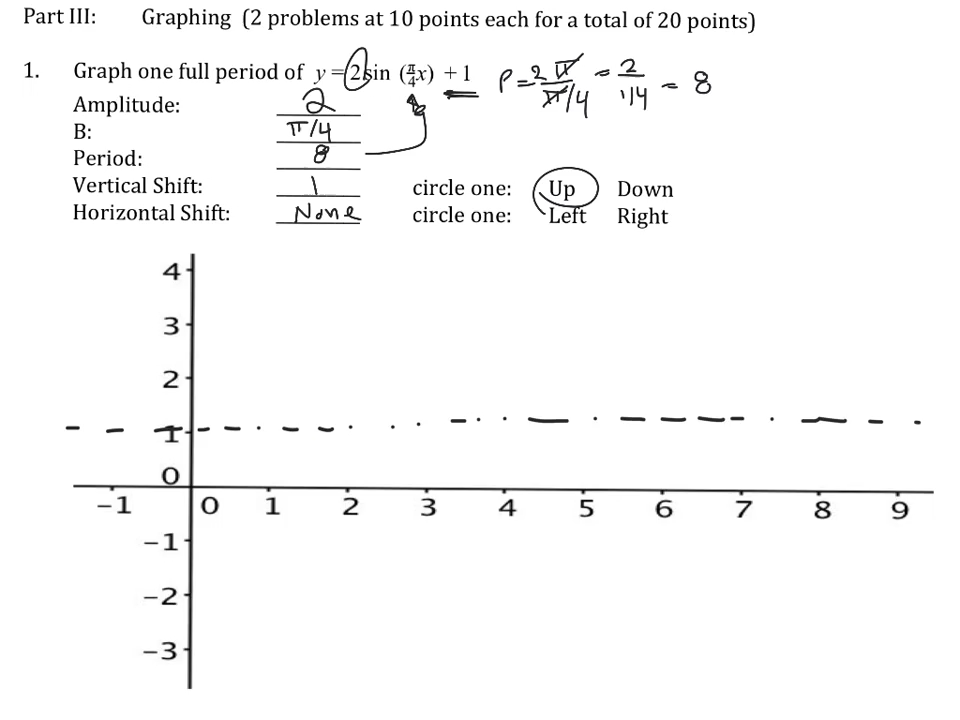 Part III: Graphing (2 problems at 10 points each for a total of 20 points)
1. Graph one full period of y = 2 sin (π/4 x) + 1 P = 2π / π/4 = 2 / 1/4 = 8
Amplitude: 2
B: π/4
Period: 8
Vertical Shift: 1 circle one: Up Down
Horizontal Shift: None circle one: Left Right
4
3
2
1
0
-1 0 1 2 3 4 5 6 7 8 9
-1
-2
-3